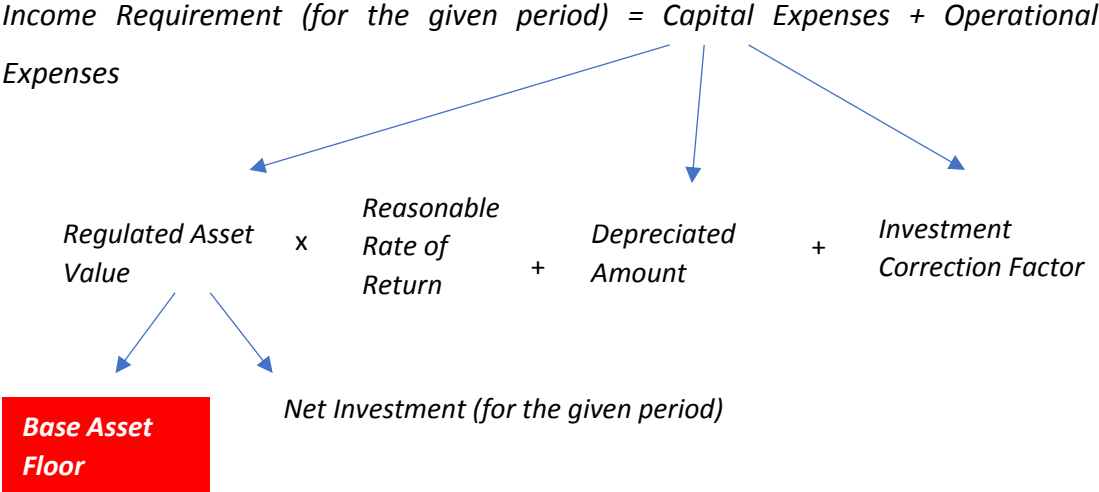 Income Requirement (for the given period) = Capital Expenses + Operational
Expenses
Regulated Asset
Value
x
Reasonable
Rate of
Return
+
Depreciated
Amount
+
Investment
Correction Factor
Base Asset
Floor
Net Investment (for the given period)